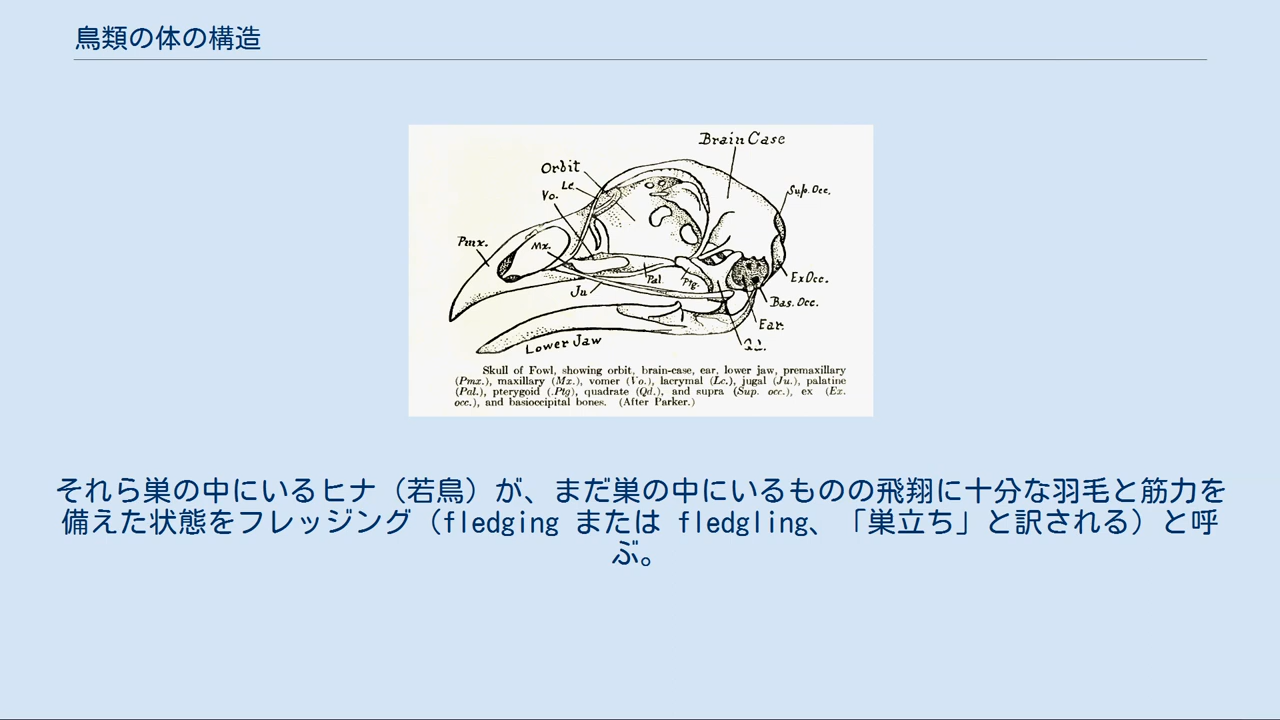 鳥類の体の構造
Brain Case
Orbit
Lc.
Vo.
Sup. Occ.
Pmx.
Mx.
Ex Occ.
Pal.
Ptg.
Ju
Bas. Occ.
Ear.
Lower Jaw
Skull of Fowl, showing orbit, brain-case, ear, lower jaw, premaxillary
(Pmx.), maxillary (Mx.), vomer (Vo.), lacrymal (Lc.), jugal (Ju.), palatine
(Pal.), pterygoid (.Ptg), quadrate (Qd.), and supra (Sup. occ.), ex (Ex.
occ.), and basioccipital bones. (After Parker.)
それら巣の中にいるヒナ（若鳥）が、まだ巣の中にいるものの飛翔に十分な羽毛と筋力を
備えた状態をフレッジング（fledging または fledgling、「巣立ち」と訳される）と呼
ぶ。